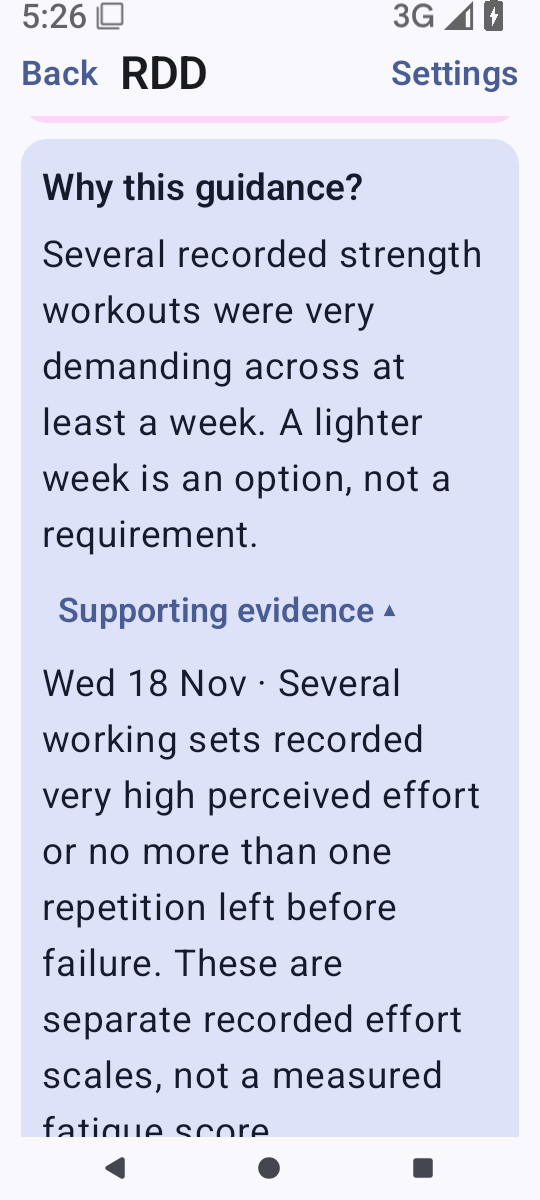 5:26 3G
Back RDD Settings
Why this guidance?
Several recorded strength
workouts were very
demanding across at
least a week. A lighter
week is an option, not a
requirement.
Supporting evidence ▲
Wed 18 Nov · Several
working sets recorded
very high perceived effort
or no more than one
repetition left before
failure. These are
separate recorded effort
scales, not a measured
fatigue score